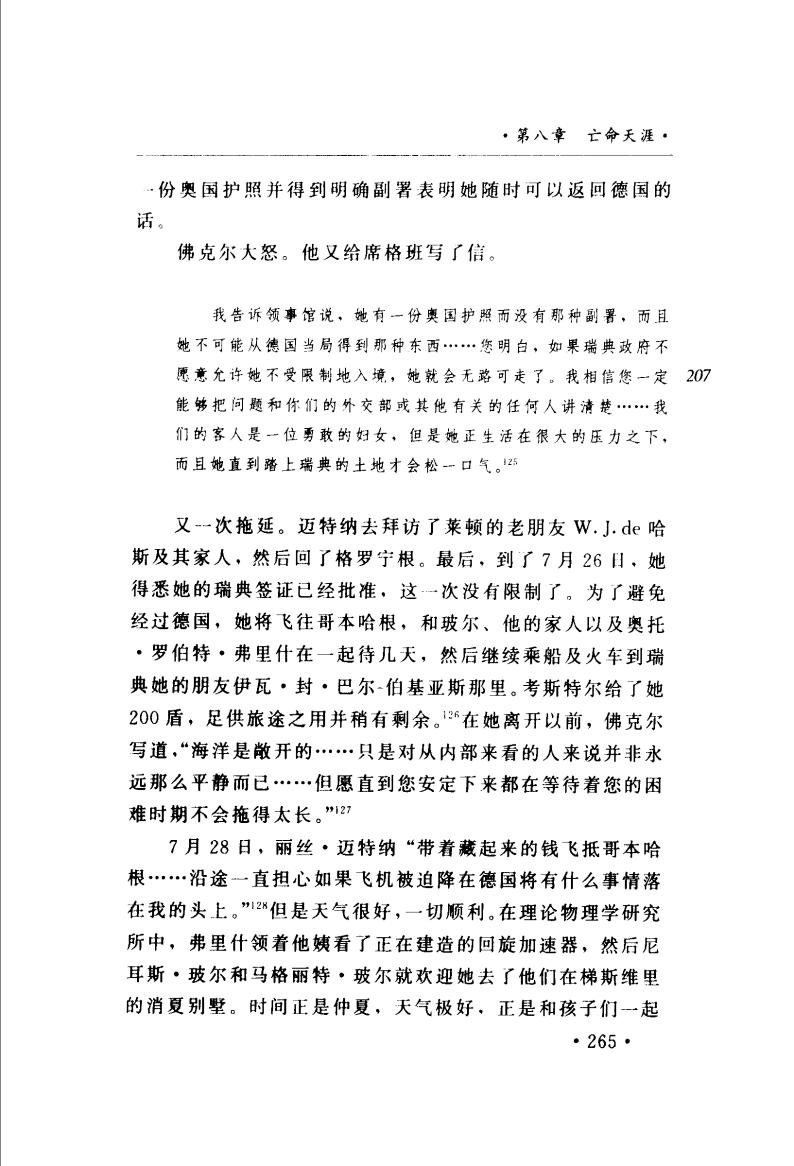 ·第八章 亡命天涯·
一份奥国护照并得到明确副署表明她随时可以返回德国的
话。
佛克尔大怒。他又给席格班写了信。
我告诉领事馆说，她有一份奥国护照而没有那种副署，而且
她不可能从德国当局得到那种东西……您明白，如果瑞典政府不
愿意允许她不受限制地入境，她就会无路可走了。我相信您一定 207
能够把问题和你们的外交部或其他有关的任何人讲清楚……我
们的客人是一位勇敢的妇女，但是她正生活在很大的压力之下，
而且她直到踏上瑞典的土地才会松一口气。125
又一次拖延。迈特纳去拜访了莱顿的老朋友 W.J.de 哈
斯及其家人，然后回了格罗宁根。最后，到了7月26日，她
得悉她的瑞典签证已经批准，这一次没有限制了。为了避免
经过德国，她将飞往哥本哈根，和玻尔、他的家人以及奥托
·罗伯特·弗里什在一起待几天，然后继续乘船及火车到瑞
典她的朋友伊瓦·封·巴尔-伯基亚斯那里。考斯特尔给了她
200盾，足供旅途之用并稍有剩余。126在她离开以前，佛克尔
写道，“海洋是敞开的……只是对从内部来看的人来说并非永
远那么平静而已……但愿直到您安定下来都在等待着您的困
难时期不会拖得太长。”127
7月28日，丽丝·迈特纳“带着藏起来的钱飞抵哥本哈
根……沿途一直担心如果飞机被迫降在德国将有什么事情落
在我的头上。”128但是天气很好，一切顺利。在理论物理学研究
所中，弗里什领着他姨看了正在建造的回旋加速器，然后尼
耳斯·玻尔和马格丽特·玻尔就欢迎她去了他们在梯斯维里
的消夏别墅。时间正是仲夏，天气极好，正是和孩子们一起
·265·